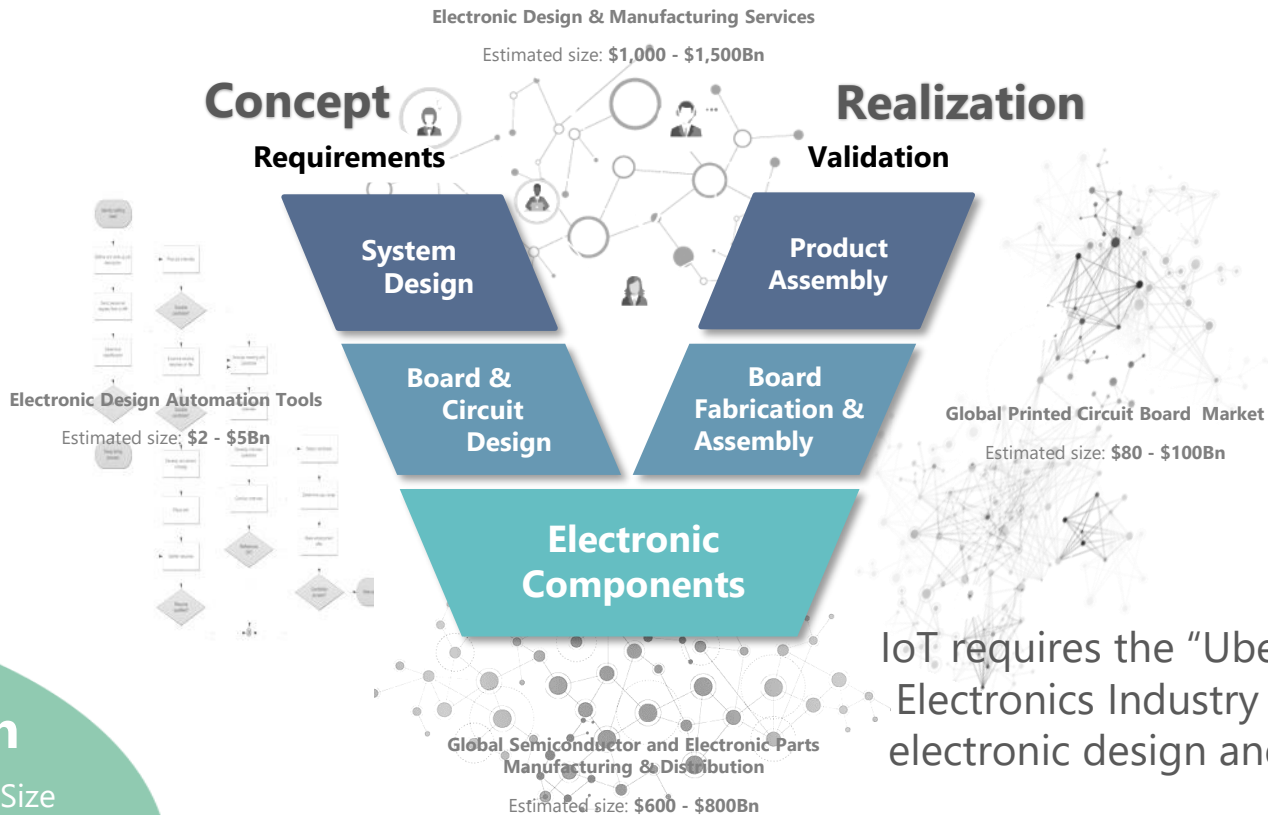 Electronic Design & Manufacturing Services
Estimated size: $1,000 - $1,500Bn
Concept
Realization
Requirements
Validation
System
Design
Product
Assembly
Board &
Circuit
Design
Board
Fabrication &
Assembly
Electronic Design Automation Tools
Estimated size: $2 - $5Bn
Global Printed Circuit Board Market
Estimated size: $80 - $100Bn
Electronic
Components
IoT requires the “Ube
Electronics Industry
electronic design and
Global Semiconductor and Electronic Parts
Manufacturing & Distribution
Estimated size: $600 - $800Bn
n
Size